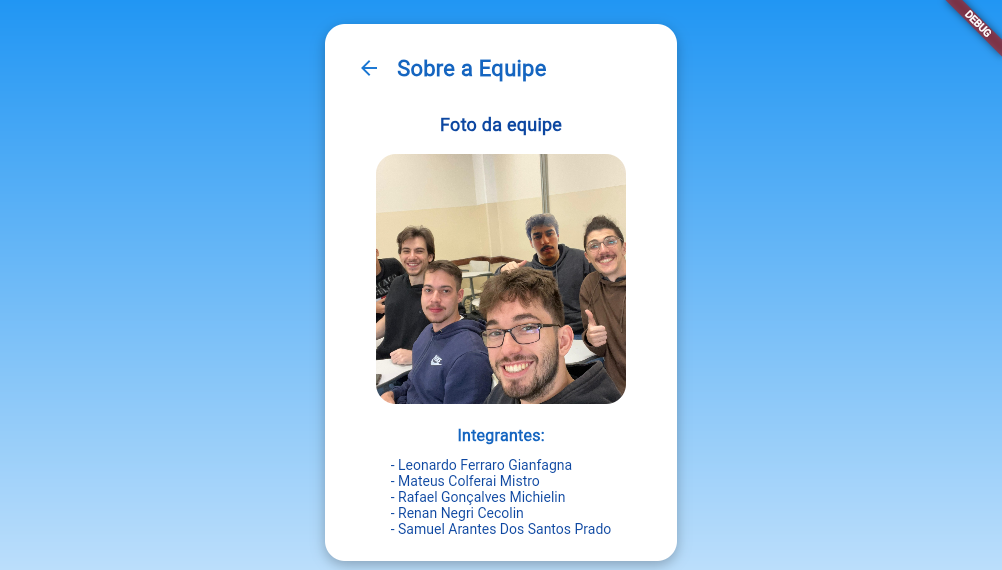 DEBUG
Sobre a Equipe
Foto da equipe
Integrantes:
- Leonardo Ferraro Gianfagna
- Mateus Colferai Mistro
- Rafael Gonçalves Michielin
- Renan Negri Cecolin
- Samuel Arantes Dos Santos Prado